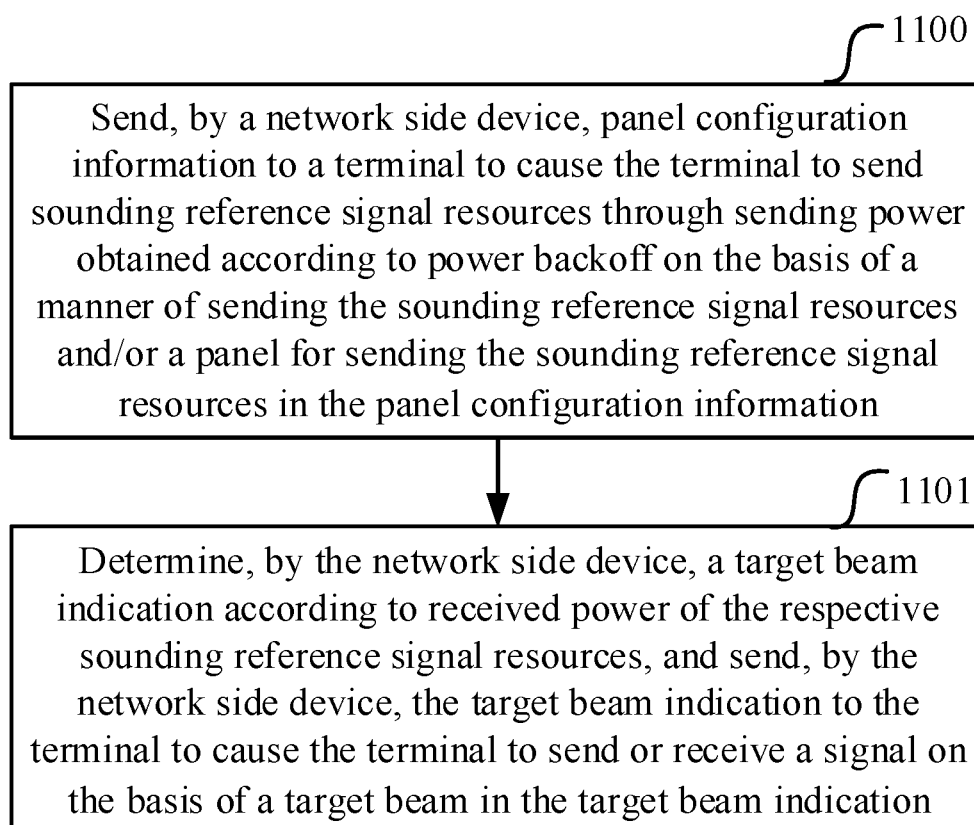 1100
Send, by a network side device, panel configuration
information to a terminal to cause the terminal to send
sounding reference signal resources through sending power
obtained according to power backoff on the basis of a
manner of sending the sounding reference signal resources
and/or a panel for sending the sounding reference signal
resources in the panel configuration information
1101
Determine, by the network side device, a target beam
indication according to received power of the respective
sounding reference signal resources, and send, by the
network side device, the target beam indication to the
terminal to cause the terminal to send or receive a signal on
the basis of a target beam in the target beam indication